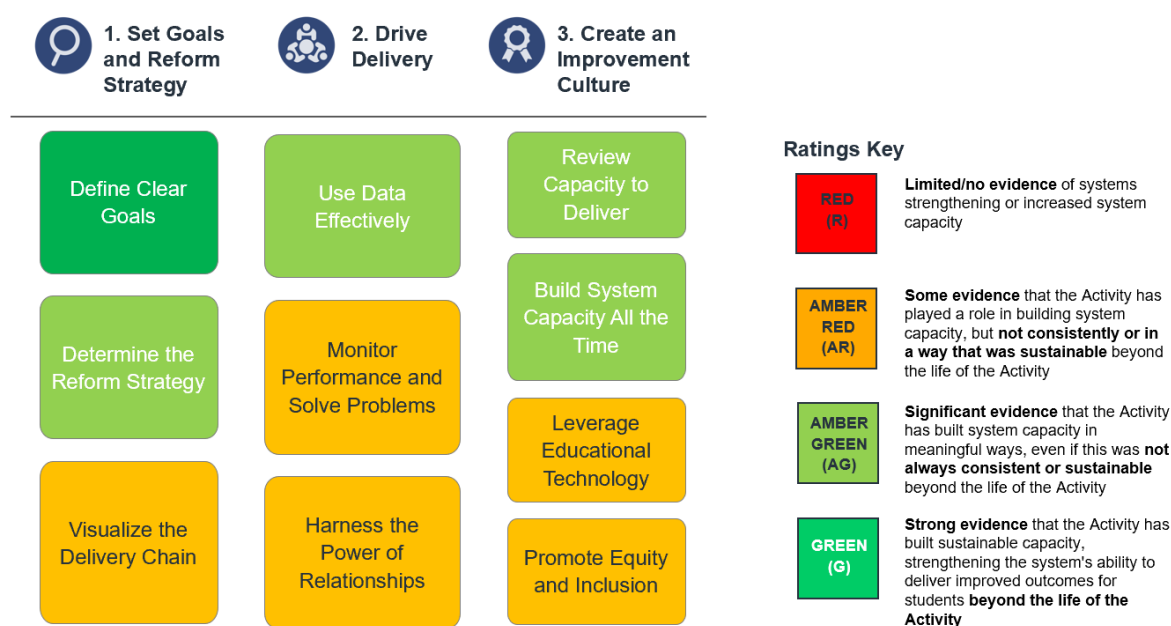 1. Set Goals
and Reform
Strategy
2. Drive
Delivery
3. Create an
Improvement
Culture
Define Clear
Goals
Determine the
Reform Strategy
Visualize the
Delivery Chain
Use Data
Effectively
Monitor
Performance and
Solve Problems
Harness the
Power of
Relationships
Review
Capacity to
Deliver
Build System
Capacity All the
Time
Leverage
Educational
Technology
Promote Equity
and Inclusion
Ratings Key
RED
(R)
Limited/no evidence of systems
strengthening or increased system
capacity
AMBER
RED
(AR)
Some evidence that the Activity has
played a role in building system
capacity, but not consistently or in
a way that was sustainable beyond
the life of the Activity
AMBER
GREEN
(AG)
Significant evidence that the Activity
has built system capacity in
meaningful ways, even if this was not
always consistent or sustainable
beyond the life of the Activity
GREEN
(G)
Strong evidence that the Activity has
built sustainable capacity,
strengthening the system's ability to
deliver improved outcomes for
students beyond the life of the
Activity